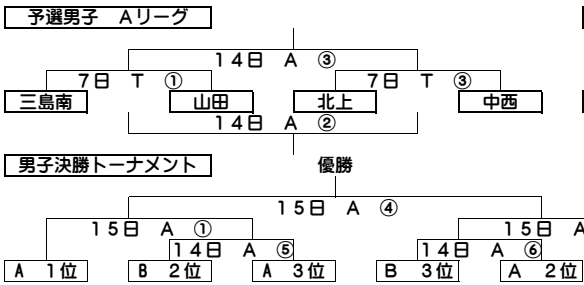 予選男子　Aリーグ
14日　A　③
7日　T　①　7日　T　③
三島南　山田　北上　中西
14日　A　②
男子決勝トーナメント　優勝
15日　A　④
15日　A　①　15日　A
14日　A　⑤　14日　A　⑥
A　1位　B　2位　A　3位　B　3位　A　2位